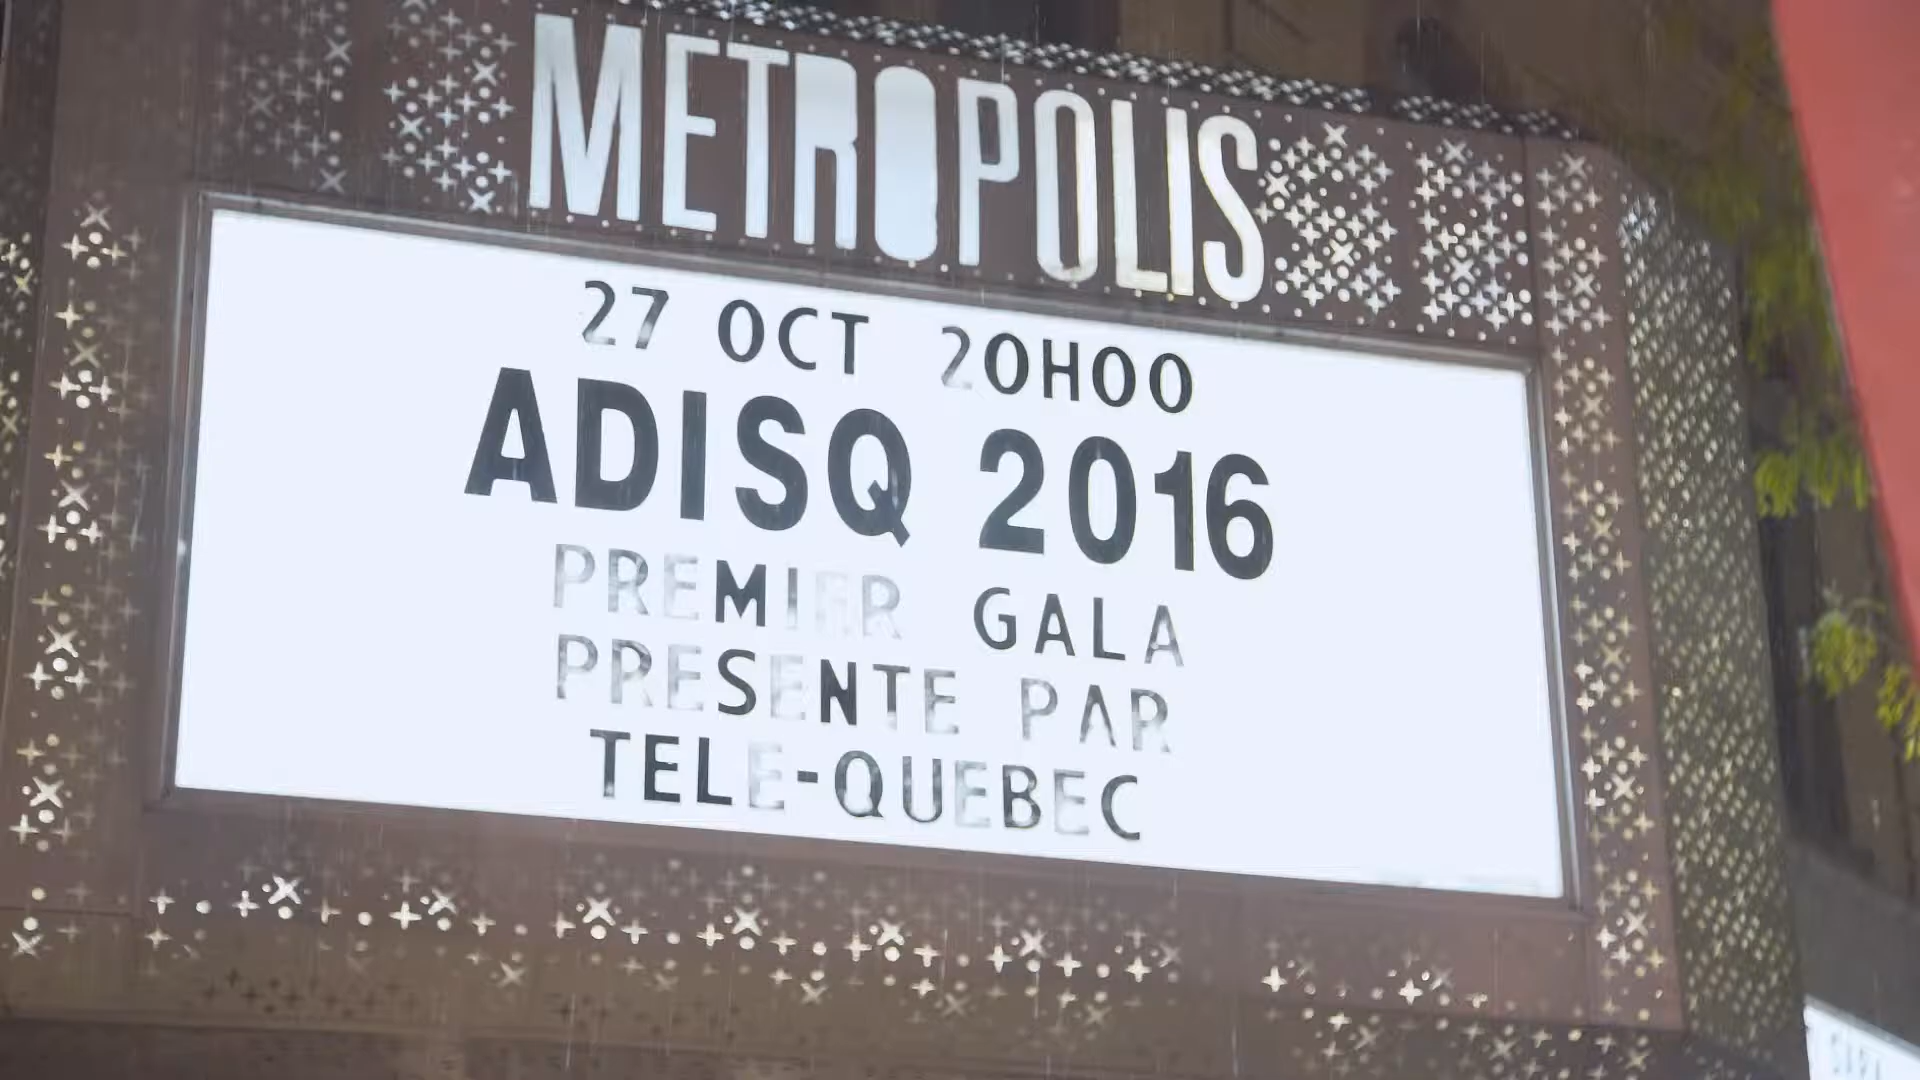 METROPOLIS
27 OCT 20H00
ADISQ 2016
PREMIER GALA
PRESENTE PAR
TELE-QUEBEC